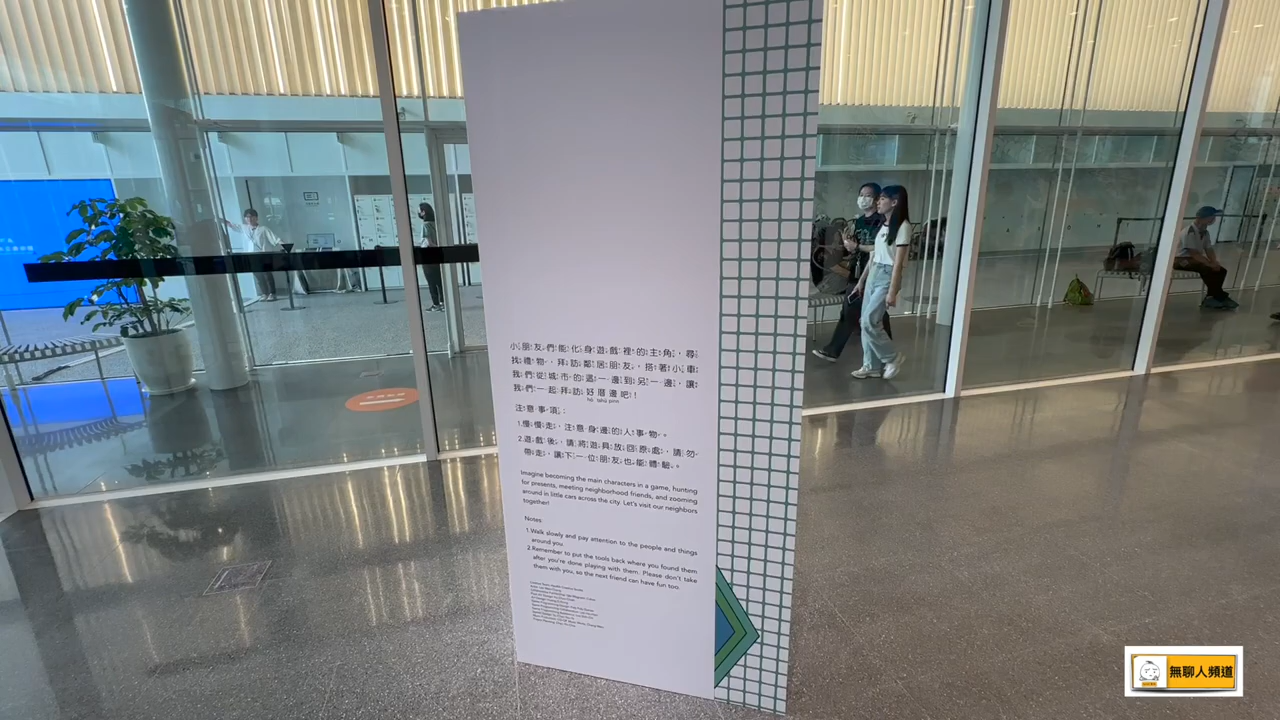 小朋友們能化身遊戲裡的主角，尋
找禮物、拜訪鄰居朋友，搭著小車
我們從城市的這一邊到另一邊，讓
我們一起拜訪好厝邊吧！
hó tshù pinn
注意事項：
1.慢慢走，注意身邊的人事物。
2.遊戲後，請將遊具放回原處，請勿
帶走，讓下一位朋友也能體驗。
Imagine becoming the main characters in a game, hunting
for presents, meeting neighborhood friends, and zooming
around in little cars across the city. Let's visit our neighbors
together!
Notes
1.Walk slowly and pay attention to the people and things
around you.
2.Remember to put the tools back where you found them
after you're done playing with them. Please don't take
them with you, so the next friend can have fun too.
無聊人頻道